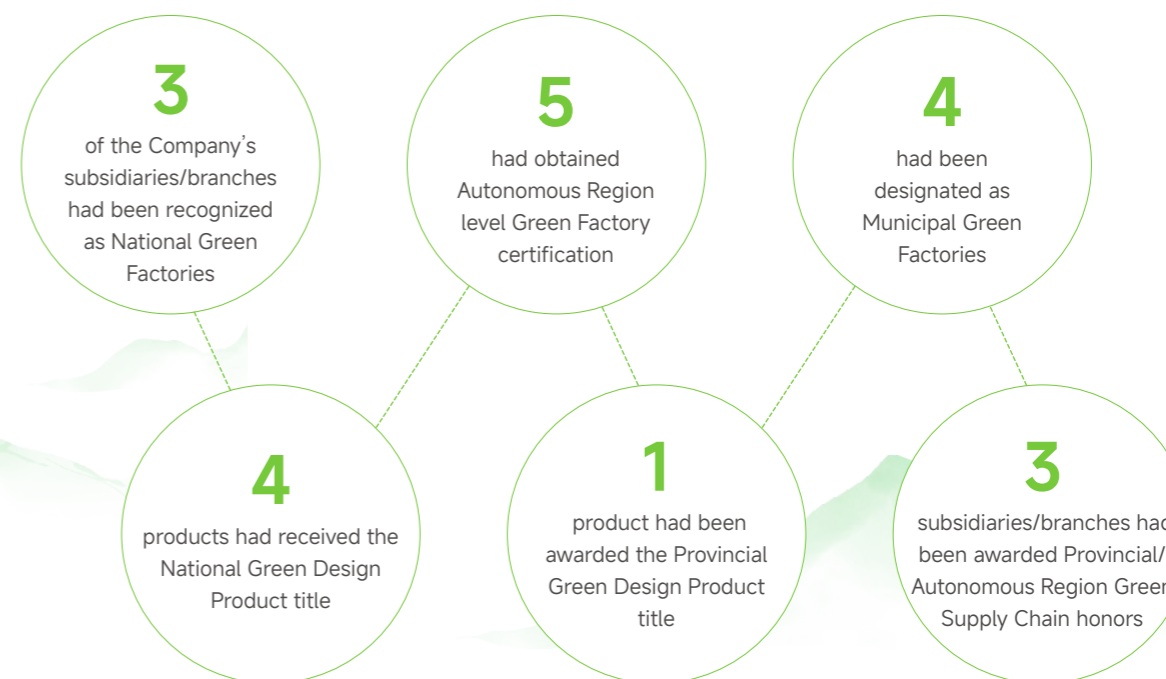 3
of the Company's
subsidiaries/branches
had been recognized
as National Green
Factories
5
had obtained
Autonomous Region
level Green Factory
certification
4
had been
designated as
Municipal Green
Factories
4
products had received the
National Green Design
Product title
1
product had been
awarded the Provincial
Green Design Product
title
3
subsidiaries/branches had
been awarded Provincial/
Autonomous Region Green
Supply Chain honors